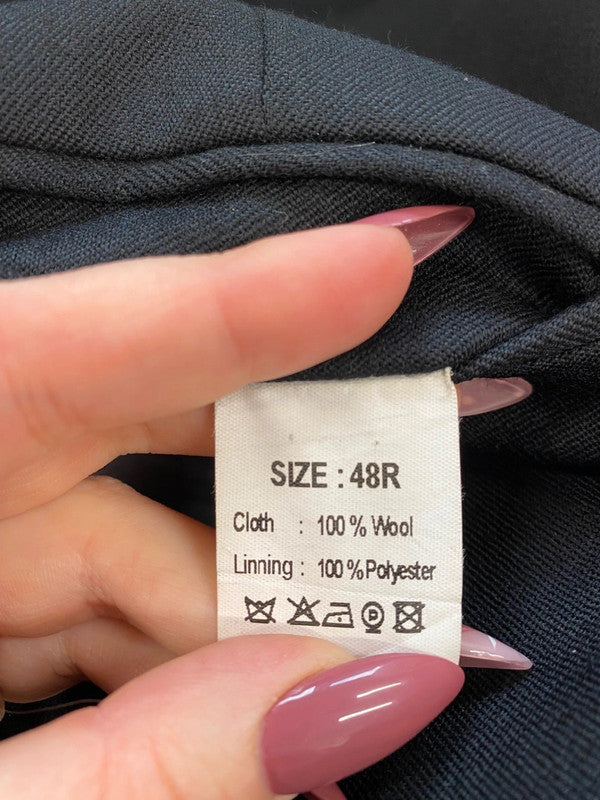 SIZE : 48R
Cloth : 100 % Wool
Linning : 100 % Polyester